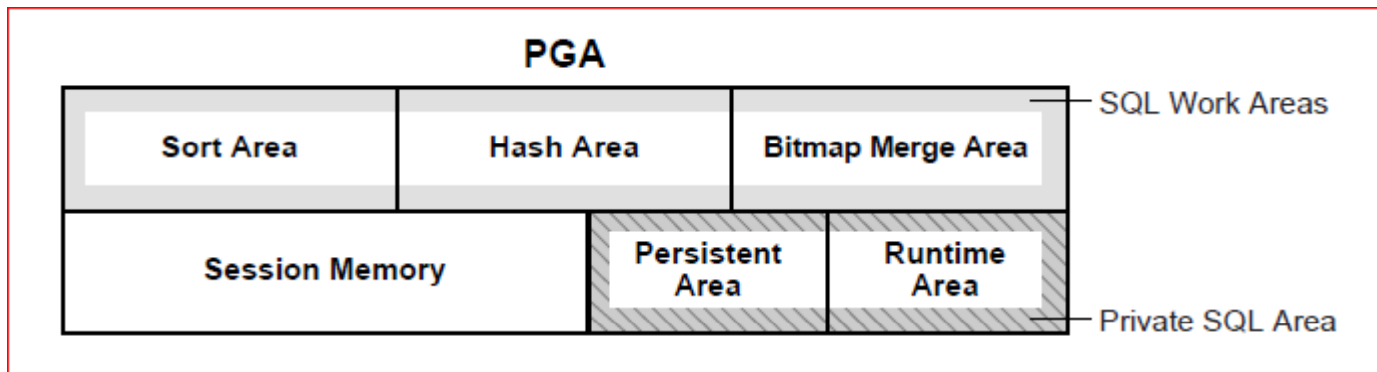 PGA
Sort Area
Hash Area
Bitmap Merge Area
SQL Work Areas
Session Memory
Persistent
Area
Runtime
Area
Private SQL Area